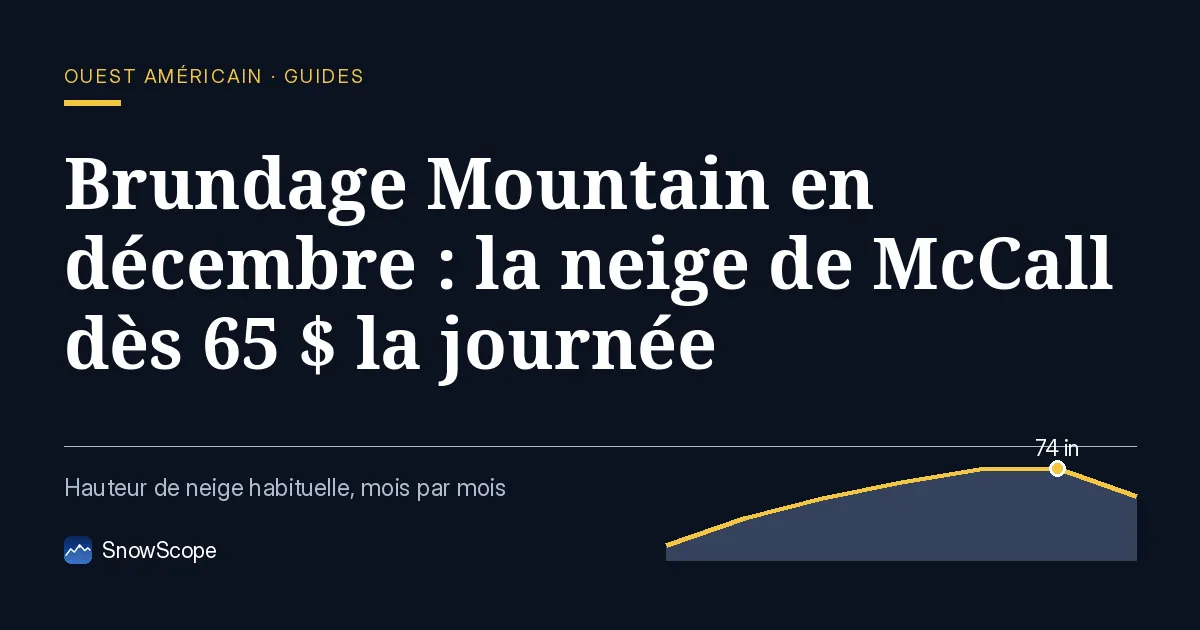 OUEST AMÉRICAIN · GUIDES
Brundage Mountain en
décembre : la neige de McCall
dès 65 $ la journée
74 in
Hauteur de neige habituelle, mois par mois
SnowScope